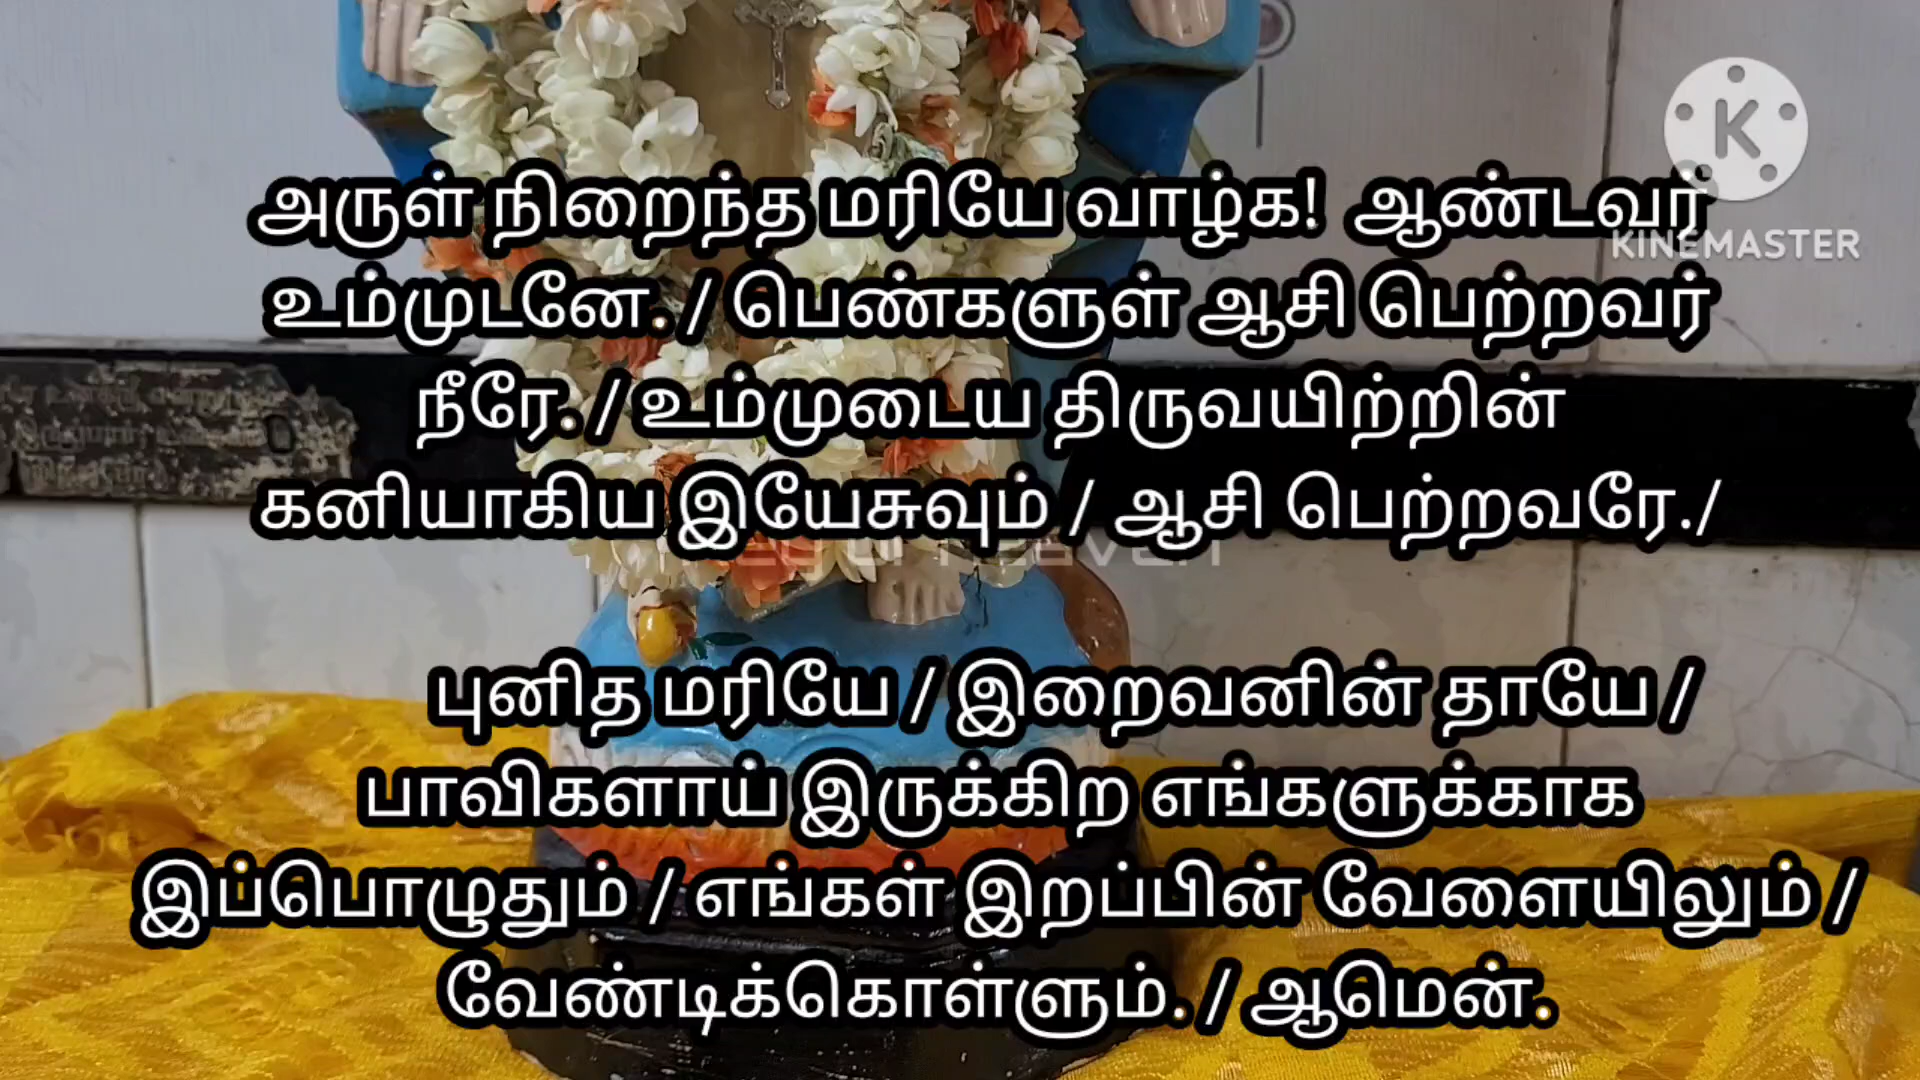 அருள் நிறைந்த மரியே வாழ்க! ஆண்டவர்
உம்முடனே. / பெண்களுள் ஆசி பெற்றவர்
நீரே. / உம்முடைய திருவயிற்றின்
கனியாகிய இயேசுவும் / ஆசி பெற்றவரே./
புனித மரியே / இறைவனின் தாயே /
பாவிகளாய் இருக்கிற எங்களுக்காக
இப்பொழுதும் / எங்கள் இறப்பின் வேளையிலும் /
வேண்டிக்கொள்ளும். / ஆமென்.
K
KINEMASTER